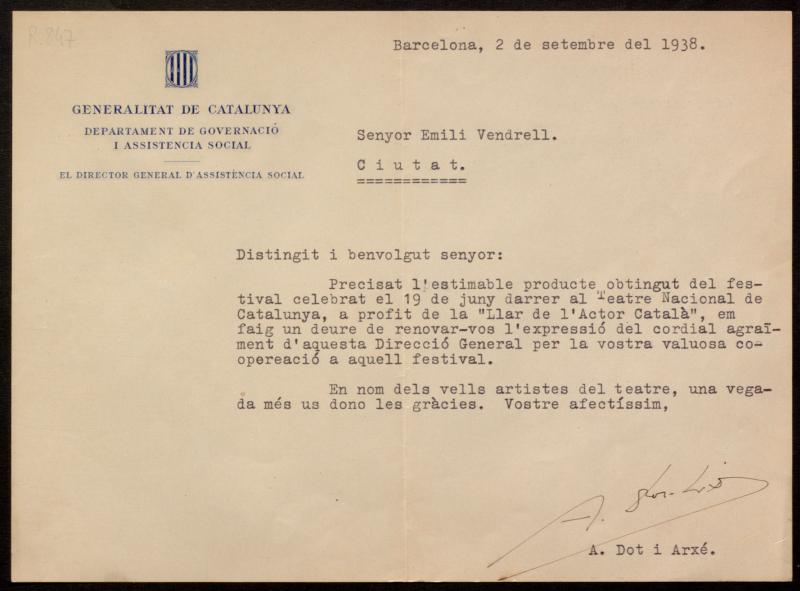 R.847
Barcelona, 2 de setembre del 1938.
GENERALITAT DE CATALUNYA
DEPARTAMENT DE GOVERNACIÓ
I ASSISTENCIA SOCIAL
EL DIRECTOR GENERAL D'ASSISTÈNCIA SOCIAL
Senyor Emili Vendrell.
C i u t a t.
============
Distingit i benvolgut senyor:
Precisat l'estimable producte obtingut del fes-
tival celebrat el 19 de juny darrer al Teatre Nacional de
Catalunya, a profit de la "Llar de l'Actor Català", em
faig un deure de renovar-vos l'expressió del cordial agraï-
ment d'aquesta Direcció General per la vostra valuosa co-
opereació a aquell festival.
En nom dels vells artistes del teatre, una vega-
da més us dono les gràcies. Vostre afectíssim,
A.
A. Dot i Arxé.